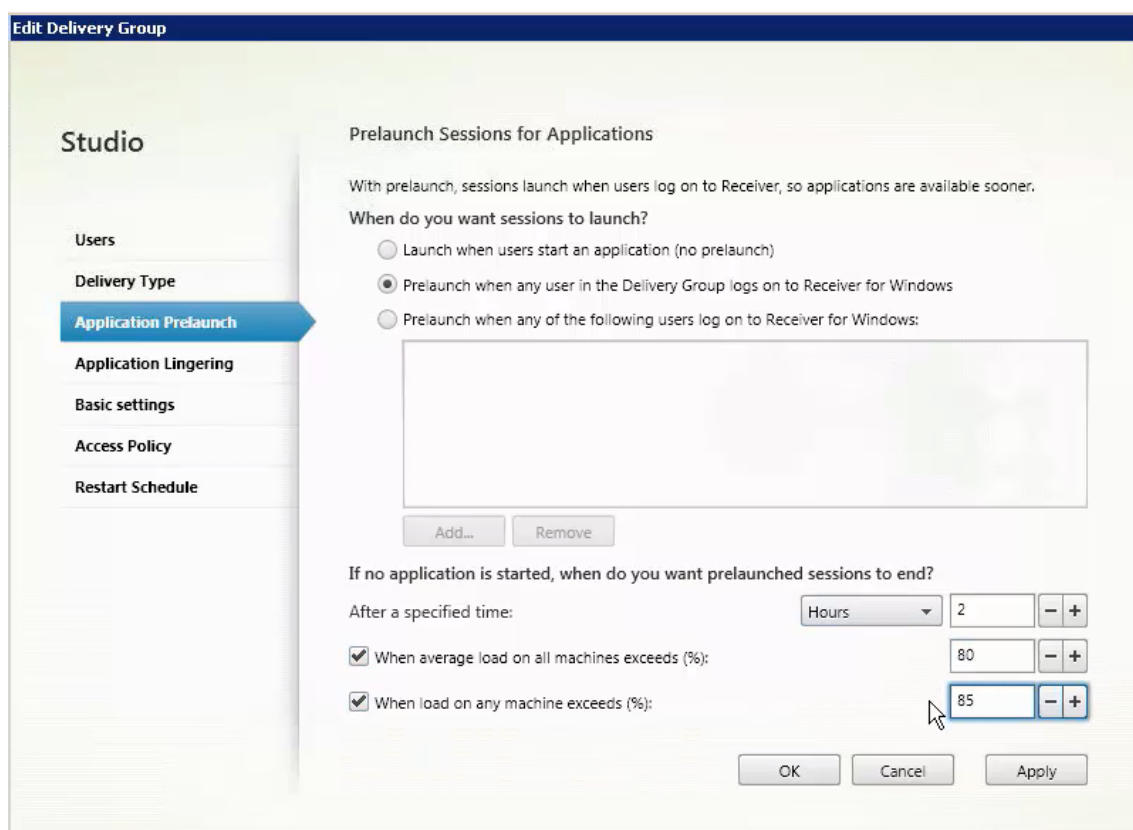 Edit Delivery Group
Studio
Users
Delivery Type
Application Prelaunch
Application Lingering
Basic settings
Access Policy
Restart Schedule
Prelaunch Sessions for Applications
With prelaunch, sessions launch when users log on to Receiver, so applications are available sooner.
When do you want sessions to launch?
Launch when users start an application (no prelaunch)
Prelaunch when any user in the Delivery Group logs on to Receiver for Windows
Prelaunch when any of the following users log on to Receiver for Windows:
Add... Remove
If no application is started, when do you want prelaunched sessions to end?
After a specified time: Hours 2 − +
When average load on all machines exceeds (%): 80 − +
When load on any machine exceeds (%): 85 − +
OK Cancel Apply